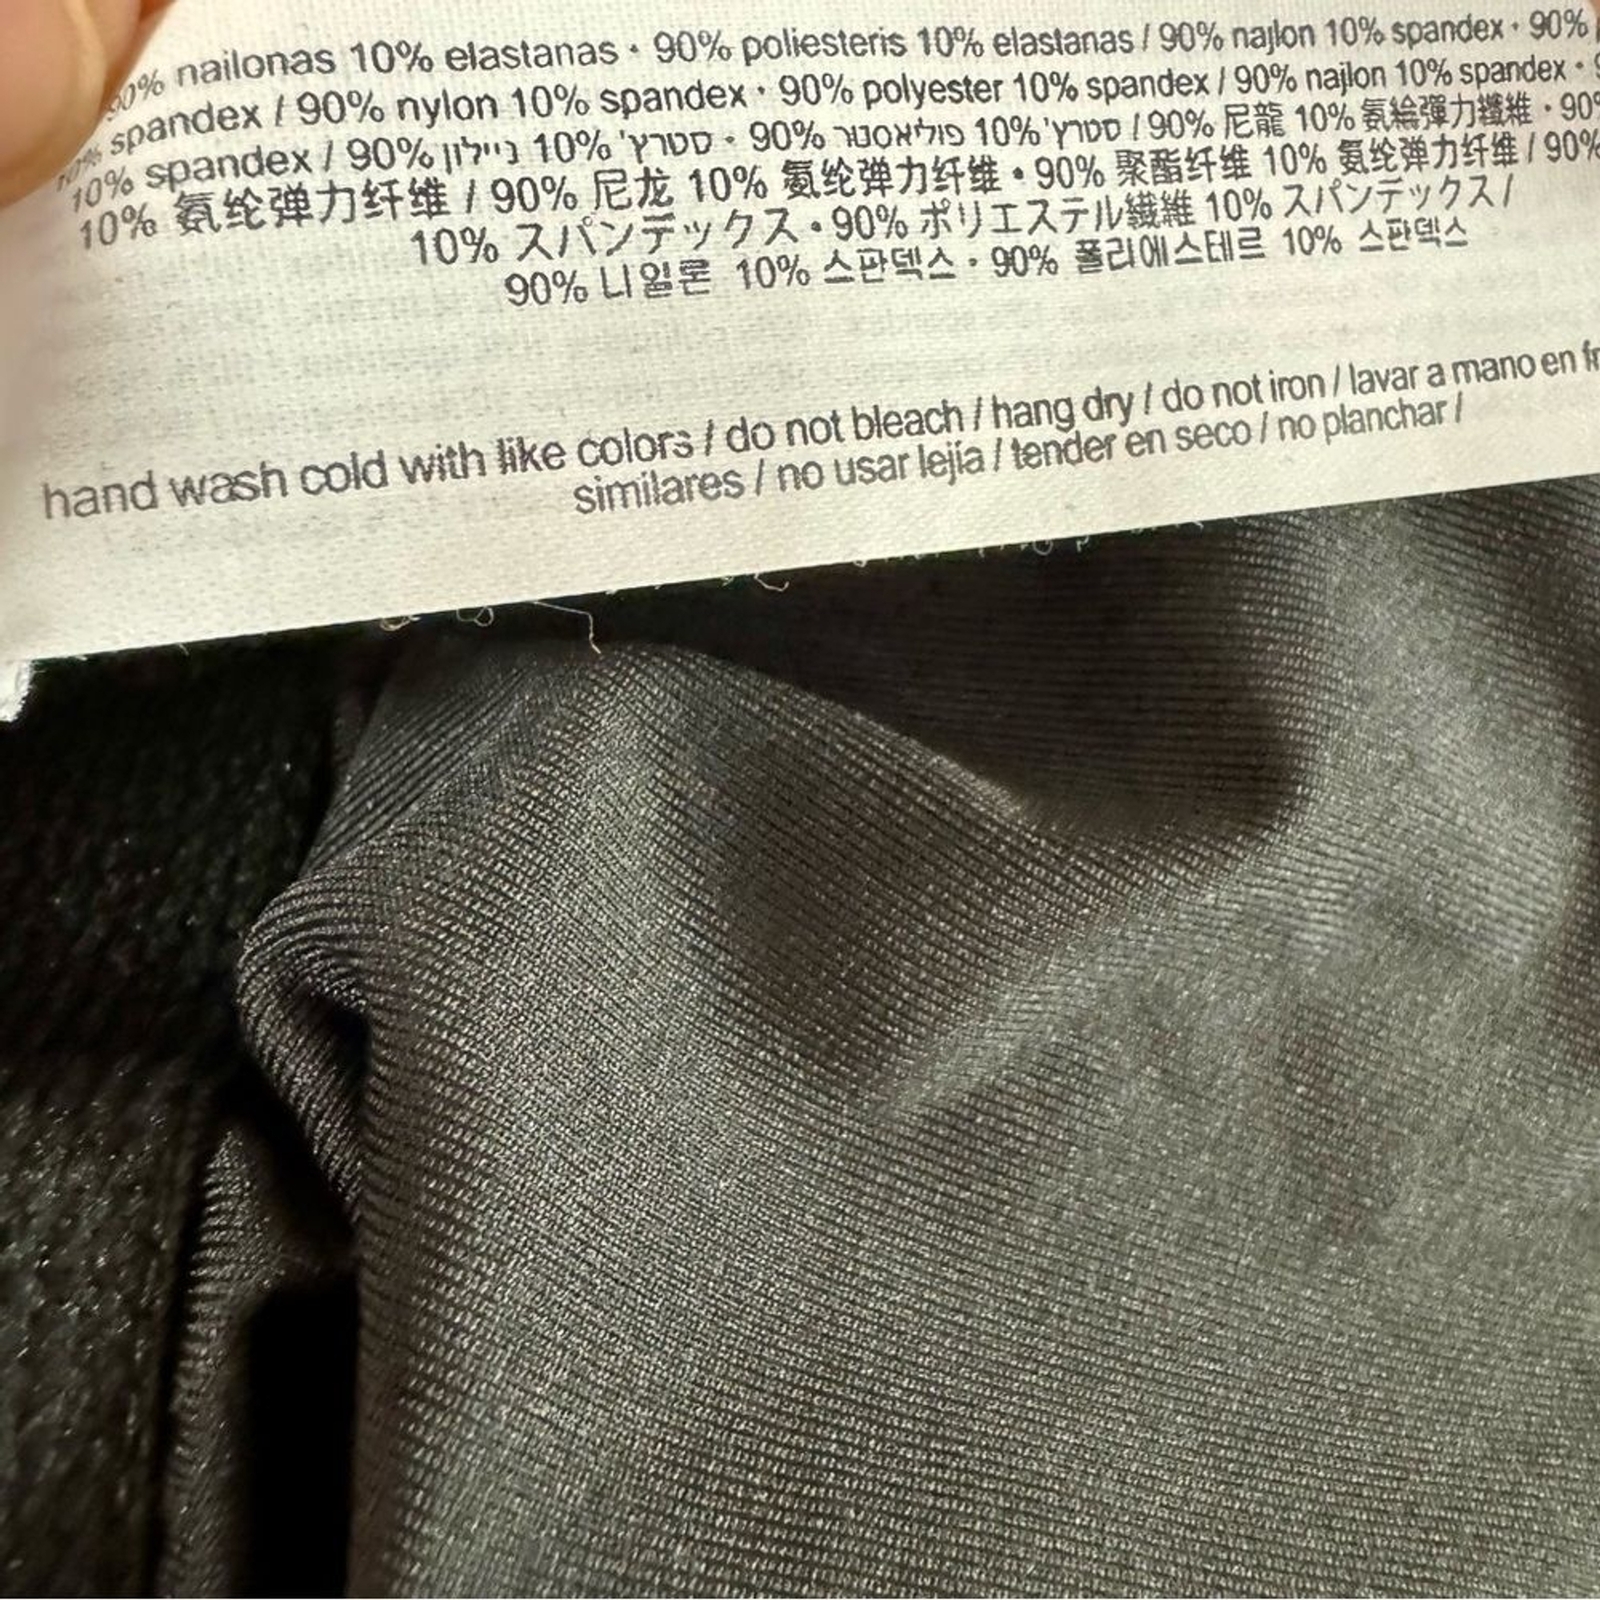 90% nailonas 10% elastanas • 90% poliesteris 10% elastanas / 90% najlon 10% spandex • 90%
10% spandex / 90% nylon 10% spandex • 90% polyester 10% spandex / 90% najlon 10% spandex •
10% spandex / 90% ניילון 10% סטרץ' • 90% פוליאסטר 10% סטרץ' / 90% 尼龍 10% 氨綸彈力纖維 • 90%
10% 氨纶弹力纤维 / 90% 尼龙 10% 氨纶弹力纤维 • 90% 聚酯纤维 10% 氨纶弹力纤维 / 90%
10% スパンデックス • 90% ポリエステル繊維 10% スパンデックス /
90% 니일론 10% 스판덱스 • 90% 폴리에스테르 10% 스판덱스
hand wash cold with like colors / do not bleach / hang dry / do not iron / lavar a mano en
similares / no usar lejía / tender en seco / no planchar /